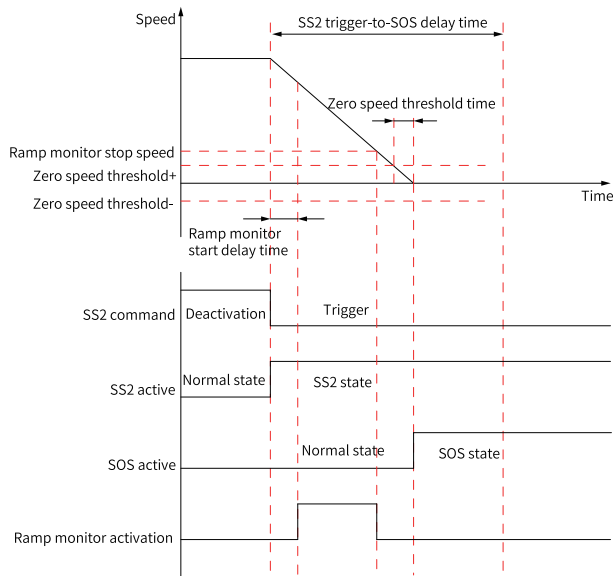 Speed
SS2 trigger-to-SOS delay time
Zero speed threshold time
Ramp monitor stop speed
Zero speed threshold+
Time
Zero speed threshold-
Ramp monitor
start delay time
SS2 command
Deactivation
Trigger
SS2 active
Normal state
SS2 state
SOS active
Normal state
SOS state
Ramp monitor activation